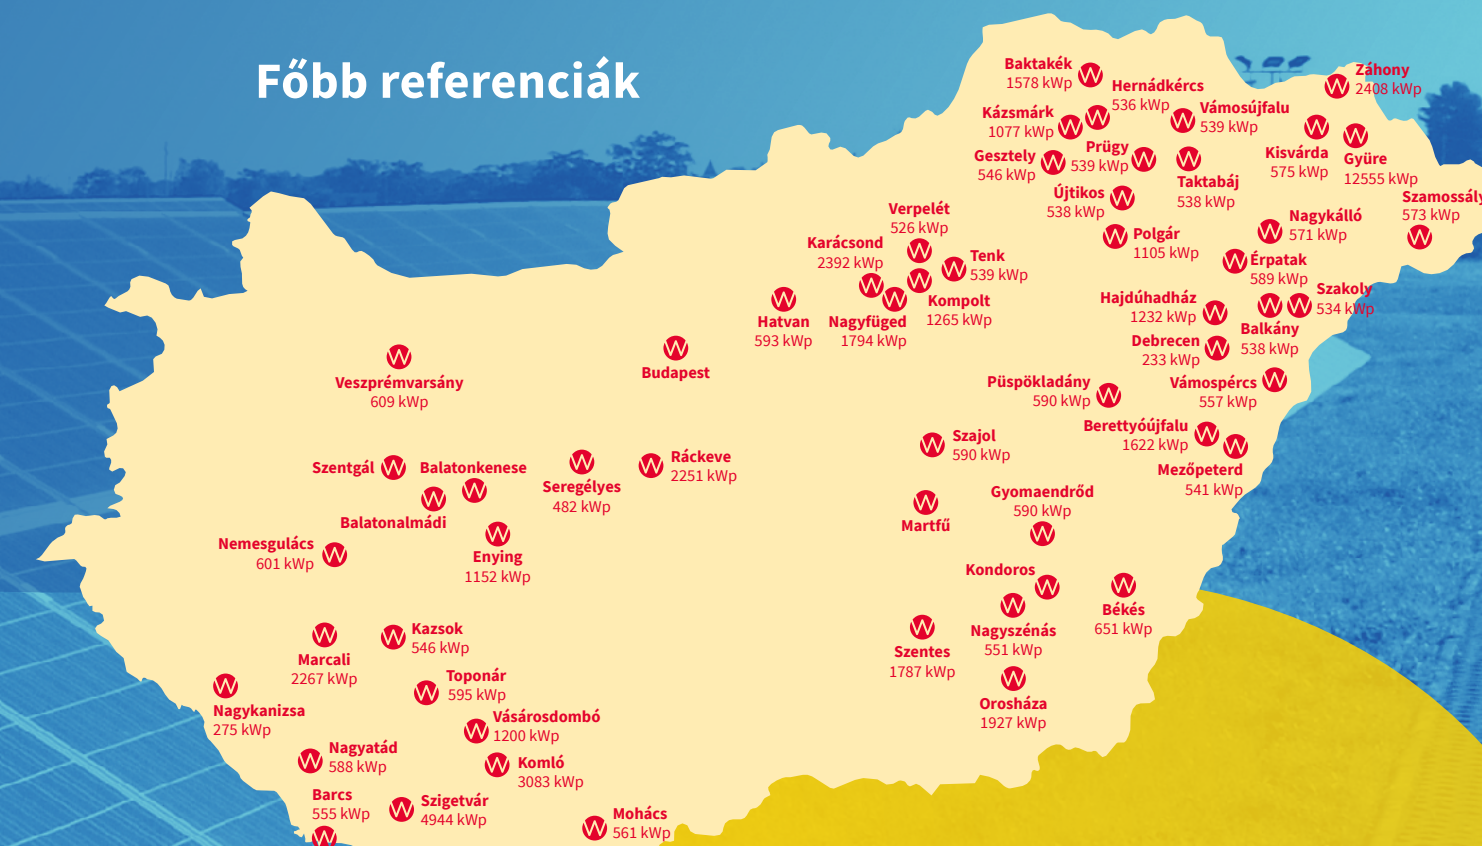 Főbb referenciák
Baktakék
1578 kWp
Hernádkércs
536 kWp
Záhony
2408 kWp
Kázsmárk
1077 kWp
Vámosújfalu
539 kWp
Gesztely
546 kWp
Prügy
539 kWp
Taktabáj
538 kWp
Kisvárda
575 kWp
Gyüre
12555 kWp
Újtikos
538 kWp
Szamossály
573 kWp
Verpelét
526 kWp
Karácsond
2392 kWp
Tenk
539 kWp
Polgár
1105 kWp
Nagykálló
571 kWp
Érpatak
589 kWp
Hatvan
593 kWp
Nagyfüged
1794 kWp
Kompolt
1265 kWp
Hajdúhadház
1232 kWp
Szakoly
534 kWp
Balkány
538 kWp
Debrecen
233 kWp
Veszprémvarsány
609 kWp
Budapest
Püspökladány
590 kWp
Vámospércs
557 kWp
Berettyóújfalu
1622 kWp
Mezőpeterd
541 kWp
Szajol
590 kWp
Szentgál
Balatonkenese
Seregélyes
482 kWp
Ráckeve
2251 kWp
Balatonalmádi
Martfű
Gyomaendrőd
590 kWp
Nemesgulács
601 kWp
Enying
1152 kWp
Kondoros
Békés
651 kWp
Nagyszénás
551 kWp
Szentes
1787 kWp
Orosháza
1927 kWp
Marcali
2267 kWp
Kazsok
546 kWp
Toponár
595 kWp
Nagykanizsa
275 kWp
Vásárosdombó
1200 kWp
Nagyatád
588 kWp
Komló
3083 kWp
Barcs
555 kWp
Szigetvár
4944 kWp
Mohács
561 kWp